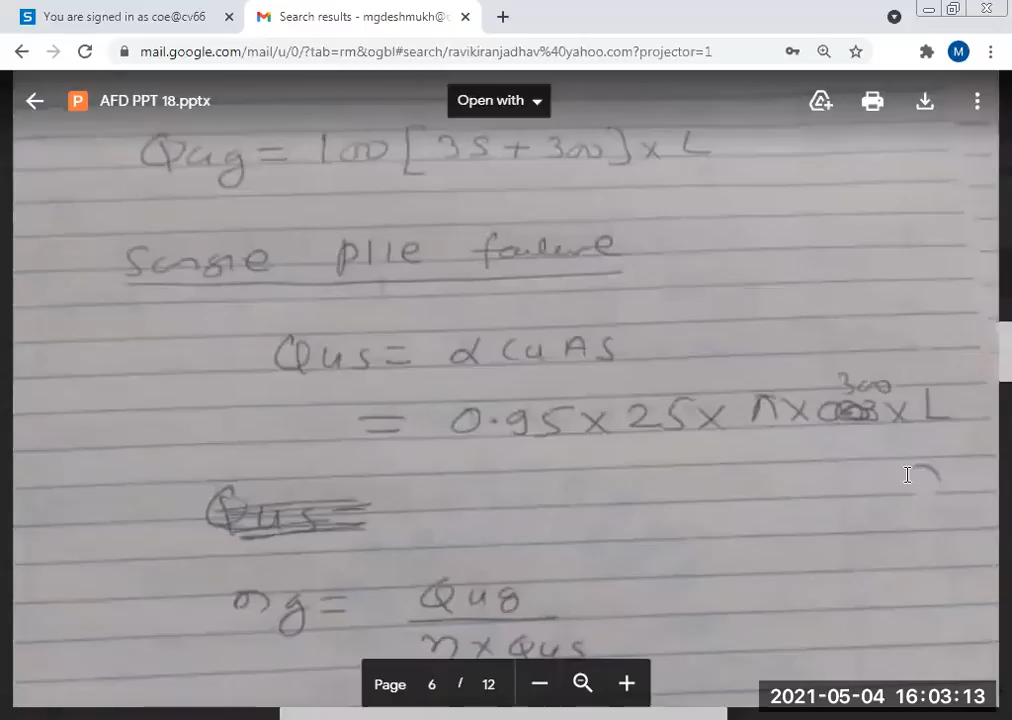 You are signed in as coe@cv66
Search results - mgdeshmukh@c
mail.google.com/mail/u/0/?tab=rm&ogbl#search/ravikiranjadhav%40yahoo.com?projector=1
M
P AFD PPT 18.pptx
Open with
Qug = 100 [3S + 300] × L
Single pile failure
Qus = α Cu As
= 0.95 × 25 × π × 300 × L
Qus =
ηg = Qug
n × Qus
Page 6 / 12
2021-05-04 16:03:13